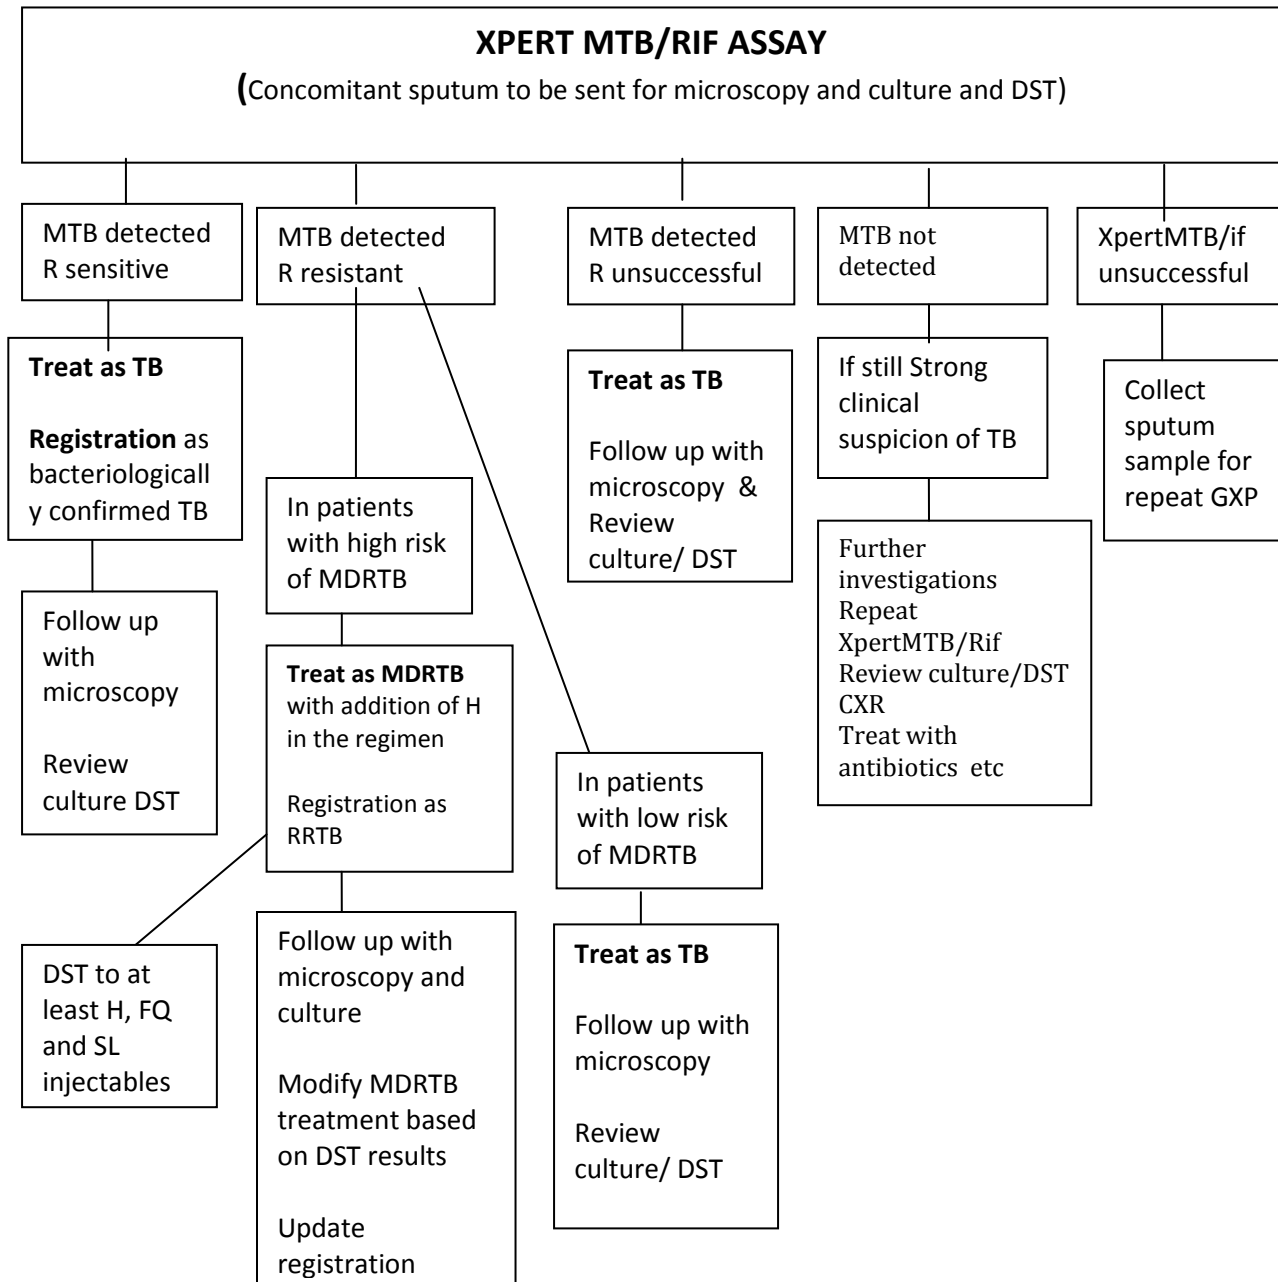 XPERT MTB/RIF ASSAY
(Concomitant sputum to be sent for microscopy and culture and DST)
MTB detected
R sensitive
MTB detected
R resistant
MTB detected
R unsuccessful
MTB not
detected
XpertMTB/if
unsuccessful
Treat as TB
Registration as
bacteriologicall
y confirmed TB
Follow up
with
microscopy
Review
culture DST
In patients
with high risk
of MDRTB
Treat as MDRTB
with addition of H
in the regimen
Registration as
RRTB
DST to at
least H, FQ
and SL
injectables
Follow up with
microscopy and
culture
Modify MDRTB
treatment based
on DST results
Update
registration
In patients
with low risk
of MDRTB
Treat as TB
Follow up with
microscopy
Review
culture/ DST
Treat as TB
Follow up with
microscopy &
Review
culture/ DST
If still Strong
clinical
suspicion of TB
Further
investigations
Repeat
XpertMTB/Rif
Review culture/DST
CXR
Treat with
antibiotics etc
Collect
sputum
sample for
repeat GXP